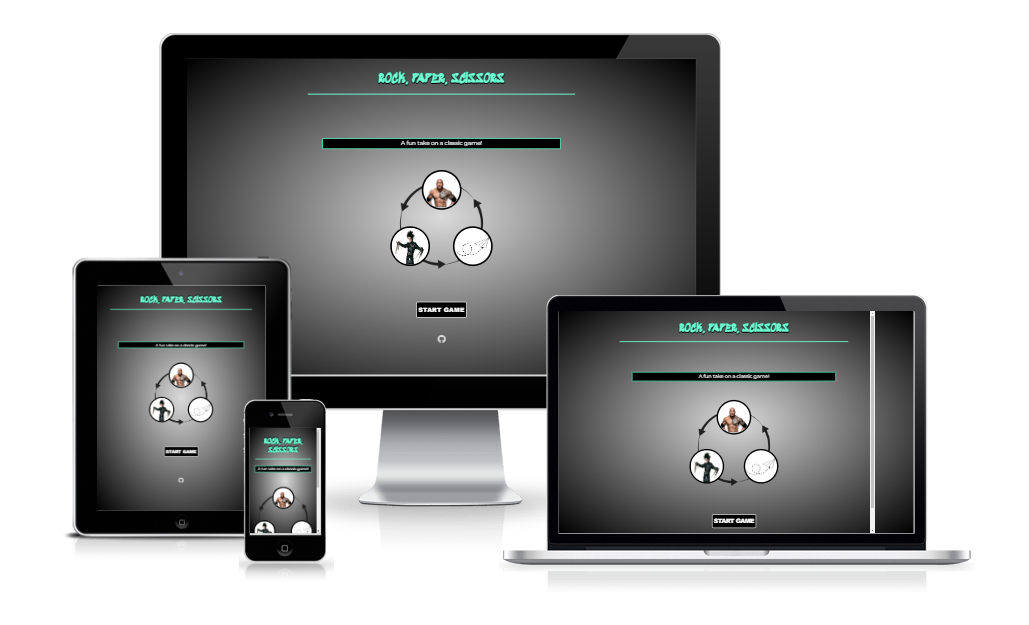 ROCK, PAPER, SCISSORS
A fun take on a classic game!
START GAME
ROCK, PAPER, SCISSORS
A fun take on a classic game!
START GAME
ROCK, PAPER,
SCISSORS
A fun take on a classic game!
ROCK, PAPER, SCISSORS
A fun take on a classic game!
START GAME